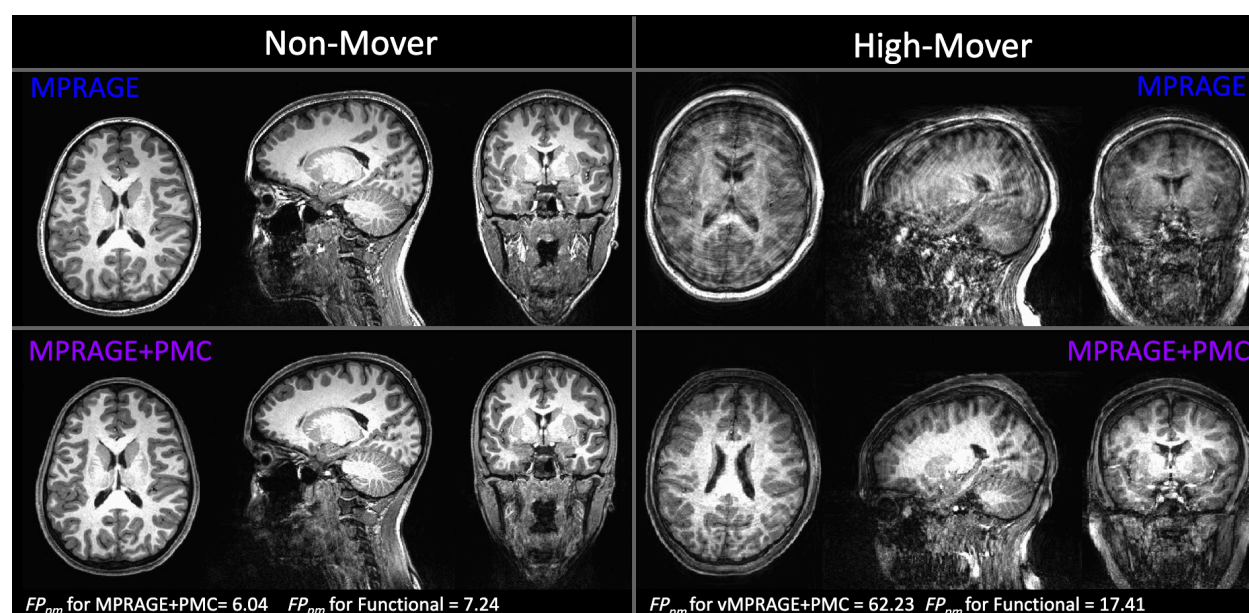 Non-Mover
High-Mover
MPRAGE
MPRAGE
MPRAGE+PMC
MPRAGE+PMC
FPpm for MPRAGE+PMC= 6.04 FPpm for Functional = 7.24
FPpm for vMPRAGE+PMC = 62.23 FPpm for Functional = 17.41